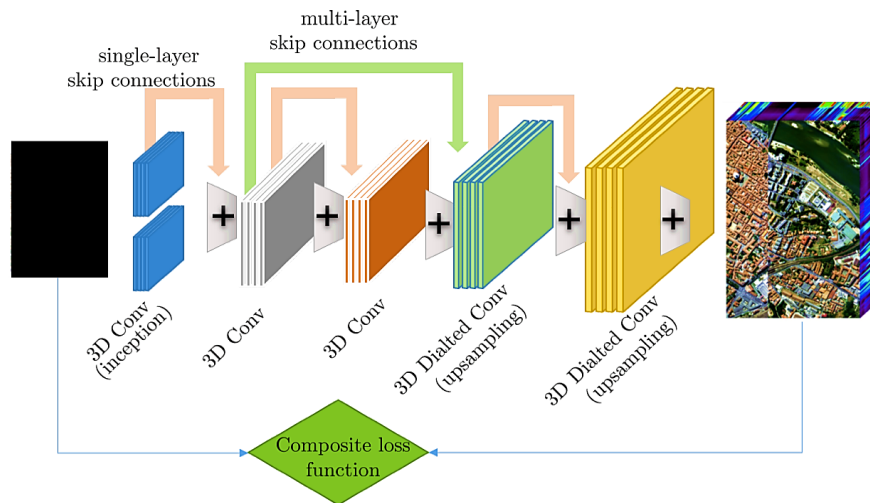 multi-layer
skip connections
single-layer
skip connections
+
+
+
+
+
3D Conv
(inception)
3D Conv
3D Conv
3D Dialted Conv
(upsampling)
3D Dialted Conv
(upsampling)
Composite loss
function